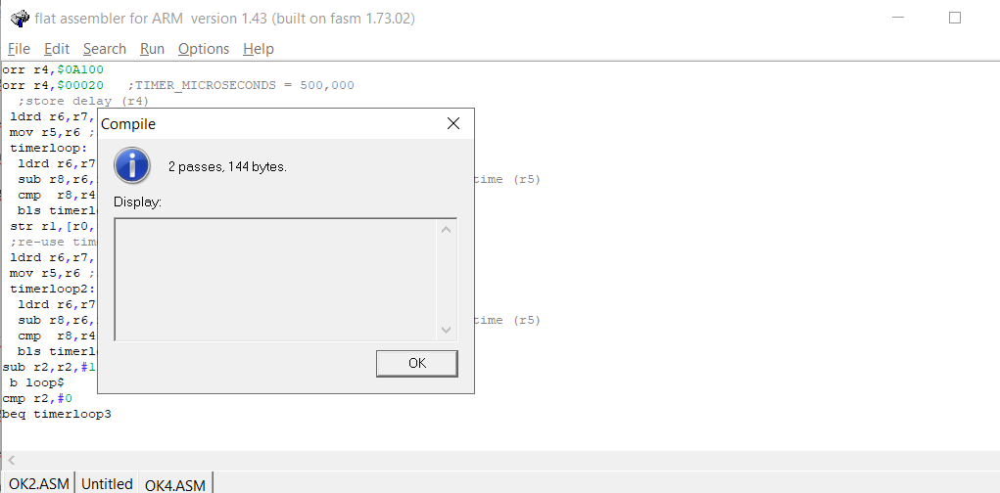 flat assembler for ARM version 1.43 (built on fasm 1.73.02)
File Edit Search Run Options Help
orr r4,$0A100
orr r4,$00020 ;TIMER_MICROSECONDS = 500,000
;store delay (r4)
ldrd r6,r7,
mov r5,r6 ;
timerloop:
ldrd r6,r7
sub r8,r6, time (r5)
cmp r8,r4
bls timerl
str r1,[r0,
;re-use tim
ldrd r6,r7,
mov r5,r6 ;
timerloop2:
ldrd r6,r7
sub r8,r6, time (r5)
cmp r8,r4
bls timerl
sub r2,r2,#1
b loop$
cmp r2,#0
beq timerloop3
Compile
2 passes, 144 bytes.
Display:
OK
OK2.ASM Untitled OK4.ASM